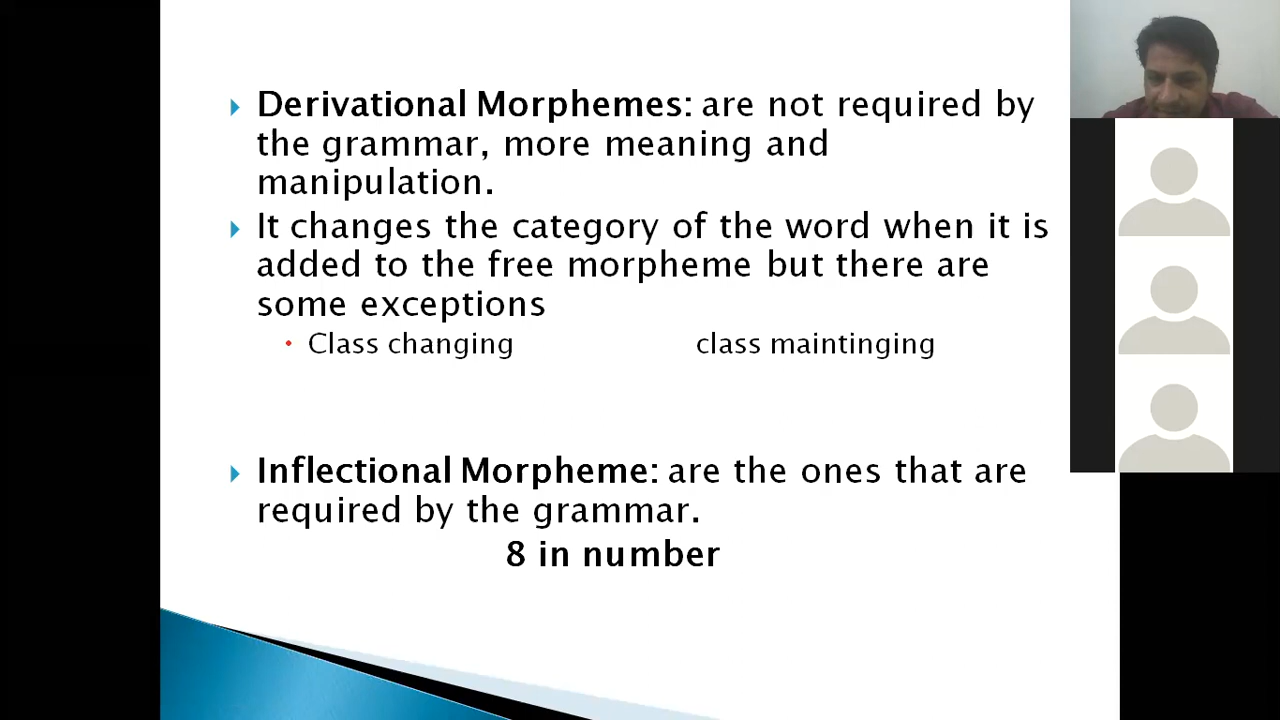 Derivational Morphemes: are not required by
the grammar, more meaning and
manipulation.
It changes the category of the word when it is
added to the free morpheme but there are
some exceptions
Class changing class maintinging
Inflectional Morpheme: are the ones that are
required by the grammar.
8 in number